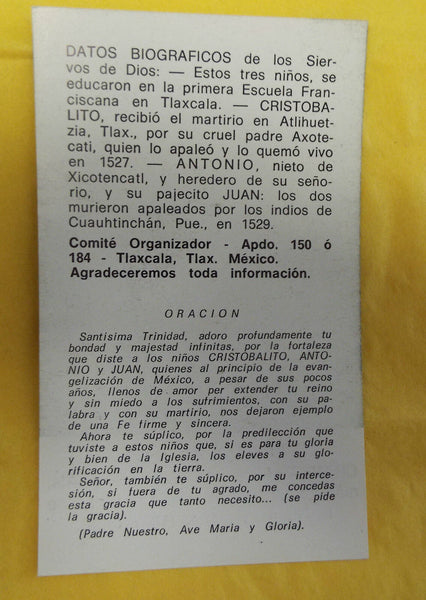 DATOS BIOGRAFICOS de los Sier-
vos de Dios: — Estos tres niños, se
educaron en la primera Escuela Fran-
ciscana en Tlaxcala. — CRISTOBA-
LITO, recibió el martirio en Atlihuet-
zia, Tlax., por su cruel padre Axote-
cati, quien lo apaleó y lo quemó vivo
en 1527. — ANTONIO, nieto de
Xicotencatl, y heredero de su seño-
rio, y su pajecito JUAN: los dos
murieron apaleados por los indios de
Cuauhtinchán, Pue., en 1529.
Comité Organizador - Apdo. 150 ó
184 - Tlaxcala, Tlax. México.
Agradeceremos toda información.
ORACION
Santisima Trinidad, adoro profundamente tu
bondad y majestad infinitas, por la fortaleza
que diste a los niños CRISTOBALITO, ANTO-
NIO y JUAN, quienes al principio de la evan-
gelización de México, a pesar de sus pocos
años, llenos de amor per extender tu reino
y sin miedo a los sufrimientos, con su pa-
labra y con su martirio, nos dejaron ejemplo
de una Fe firme y sincera.
Ahora te súplico, por la predilección que
tuviste a estos niños que, si es para tu gloria
y bien de la Iglesia, los eleves a su glo-
rificación en la tierra.
Señor, también te súplico, por su interce-
sión, si fuera de tu agrado, me concedas
esta gracia que tanto necesito... (se pide
la gracia).
(Padre Nuestro, Ave Maria y Gloria).